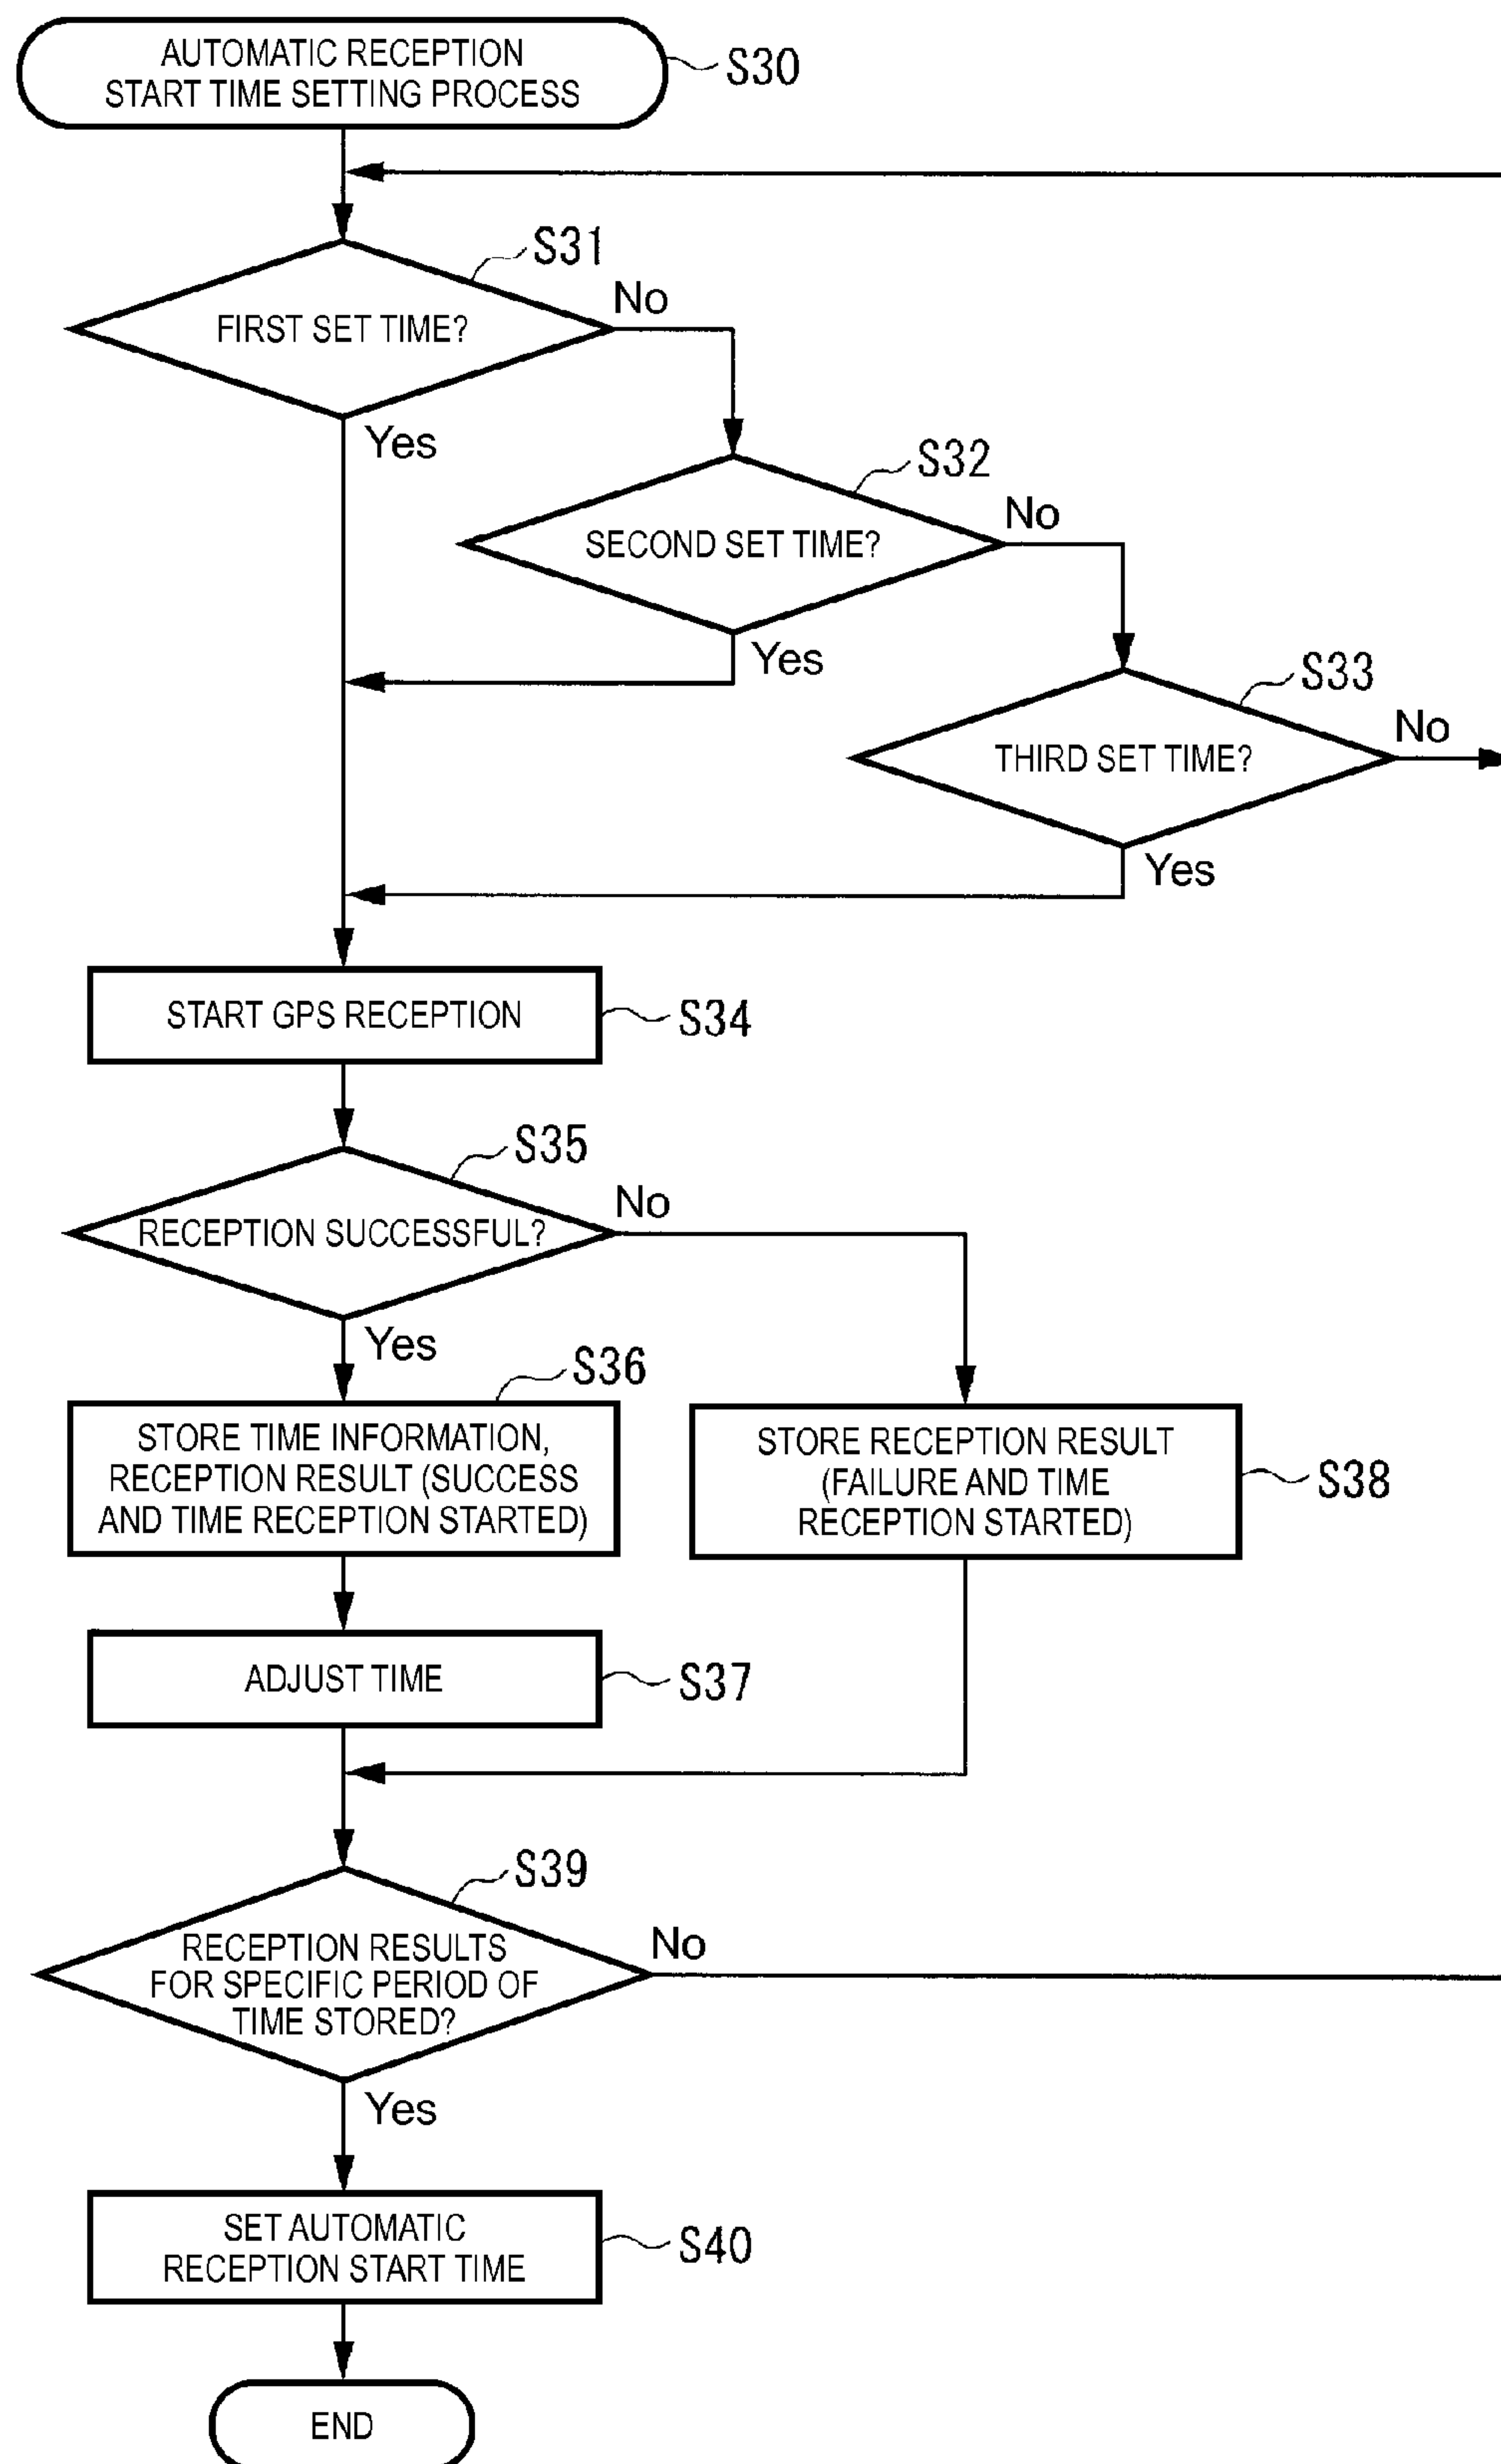 AUTOMATIC RECEPTION
START TIME SETTING PROCESS
S30
S31
FIRST SET TIME?
No
Yes
S32
SECOND SET TIME?
No
Yes
S33
THIRD SET TIME?
No
Yes
START GPS RECEPTION
S34
S35
RECEPTION SUCCESSFUL?
No
Yes
S36
STORE TIME INFORMATION,
RECEPTION RESULT (SUCCESS
AND TIME RECEPTION STARTED)
STORE RECEPTION RESULT
(FAILURE AND TIME
RECEPTION STARTED)
S38
ADJUST TIME
S37
S39
RECEPTION RESULTS
FOR SPECIFIC PERIOD OF
TIME STORED?
No
Yes
SET AUTOMATIC
RECEPTION START TIME
S40
END